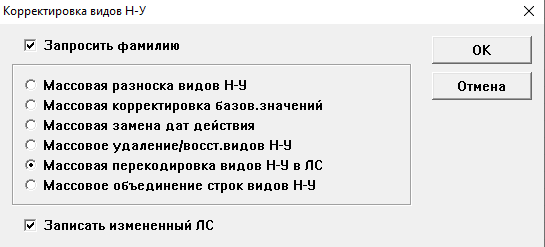 Корректировка видов Н-У
Запросить фамилию
OK
Массовая разноска видов Н-У
Отмена
Массовая корректировка базов.значений
Массовая замена дат действия
Массовое удаление/восст.видов Н-У
Массовая перекодировка видов Н-У в ЛС
Массовое объединение строк видов Н-У
Записать измененный ЛС